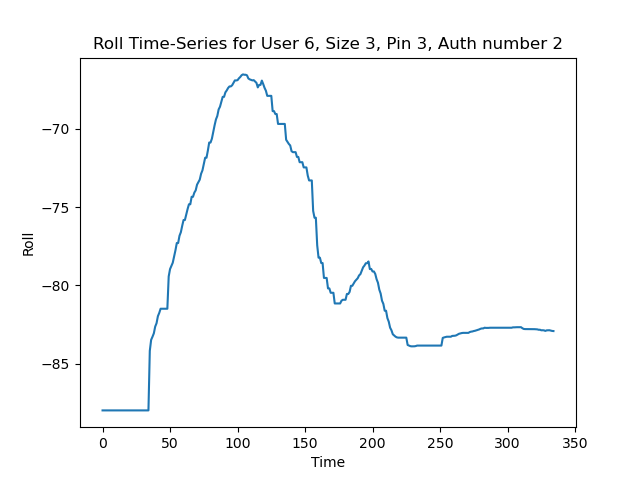 Roll Time-Series for User 6, Size 3, Pin 3, Auth number 2
−70
−75
−80
−85
Roll
0 50 100 150 200 250 300 350
Time